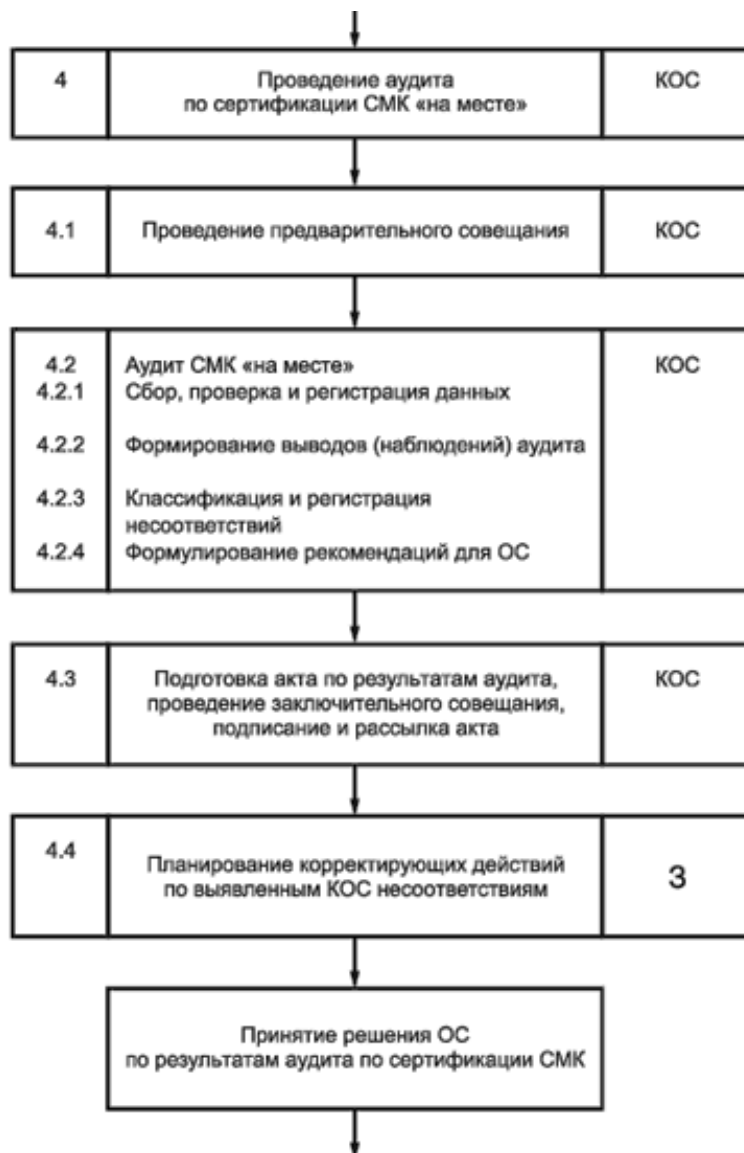 4 Проведение аудита КОС
по сертификации СМК «на месте»
4.1 Проведение предварительного совещания КОС
4.2 Аудит СМК «на месте» КОС
4.2.1 Сбор, проверка и регистрация данных
4.2.2 Формирование выводов (наблюдений) аудита
4.2.3 Классификация и регистрация
несоответствий
4.2.4 Формулирование рекомендаций для ОС
4.3 Подготовка акта по результатам аудита, КОС
проведение заключительного совещания,
подписание и рассылка акта
4.4 Планирование корректирующих действий
по выявленным КОС несоответствиям З
Принятие решения ОС
по результатам аудита по сертификации СМК